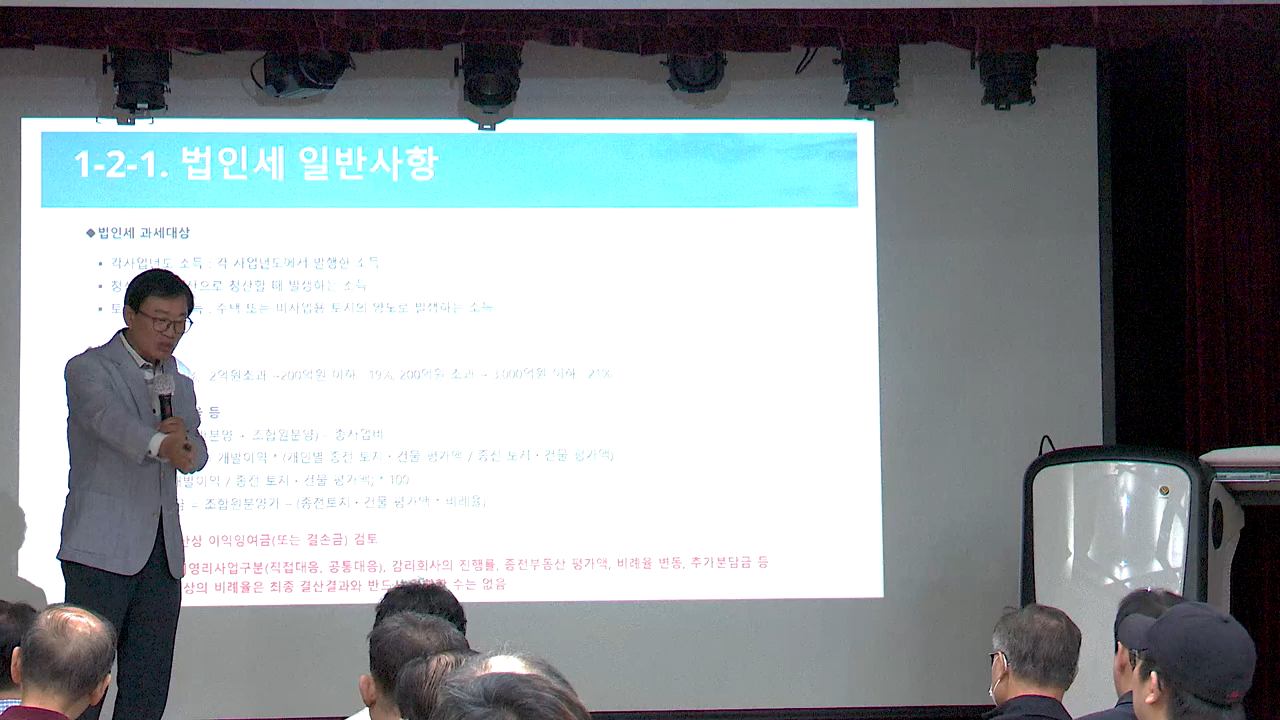 1-2-1. 법인세 일반사항
◆법인세 과세대상
▪ 각사업년도 소득 : 각 사업년도에서 발행한 소득
으로 청산할 때 발생하는 소득
주택 또는 비사업용 토지의 양도로 발생하는 소득
2억원초과 ~200억원 이하 : 19%, 200억원 초과 ~ 3,000억원 이하 : 21%
등
조합원분양) - 총사업비
개발이익 * (개인별 종전 토지·건물 평가액 / 종전 토지·건물 평가액)
개발이익 / 종전 토지·건물 평가액) * 100
= 조합원분양가 – (종전토지·건물 평가액 * 비례율)
이익잉여금(또는 결손금) 검토
영리사업구분(직접대응, 공통대응), 감리회사의 진행률, 종전부동산 평가액, 비례율 변동, 추가분담금 등
상의 비례율은 최종 결산결과와 수는 없음